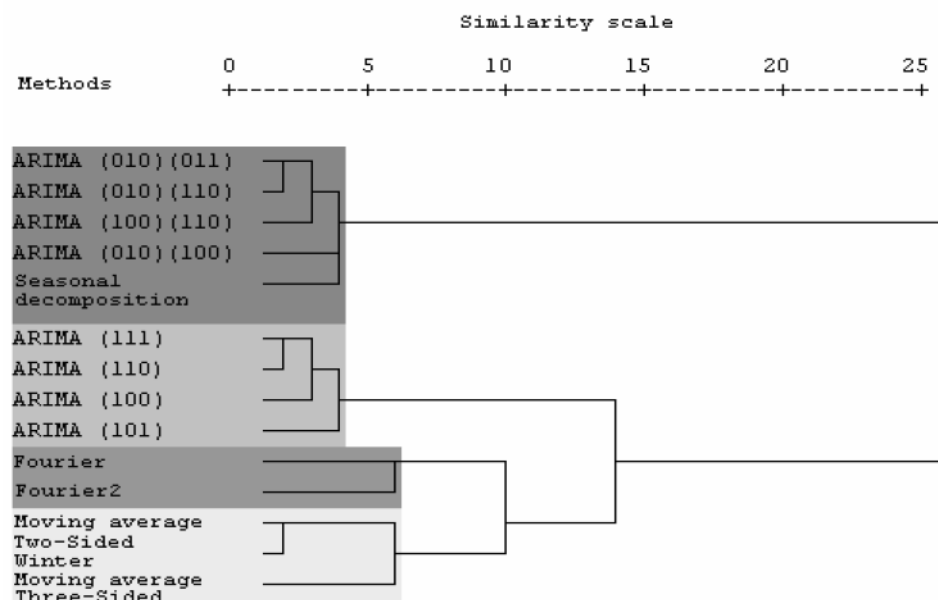 Similarity scale
Methods 0 5 10 15 20 25
ARIMA (010)(011)
ARIMA (010)(110)
ARIMA (100)(110)
ARIMA (010)(100)
Seasonal
decomposition
ARIMA (111)
ARIMA (110)
ARIMA (100)
ARIMA (101)
Fourier
Fourier2
Moving average
Two-Sided
Winter
Moving average
Three-Sided